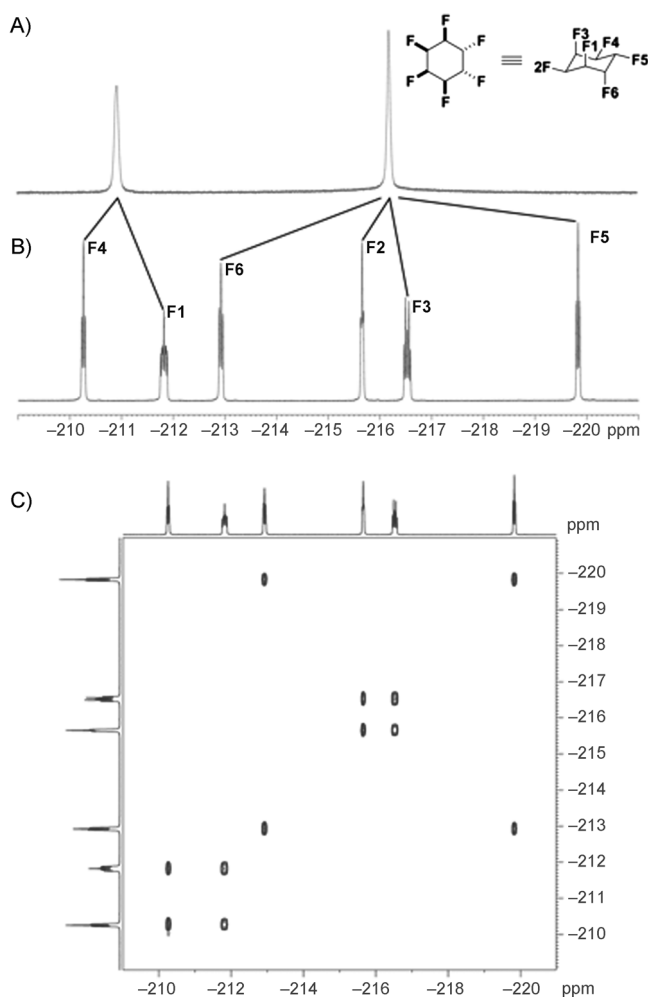 A)
F
F F
F F
F
F3 F4
F1
2F F5
F6
B)
F4 F1 F6 F2 F3 F5
–210 –211 –212 –213 –214 –215 –216 –217 –218 –219 –220 ppm
C)
ppm
–220
–219
–218
–217
–216
–215
–214
–213
–212
–211
–210
–210 –212 –214 –216 –218 –220 ppm